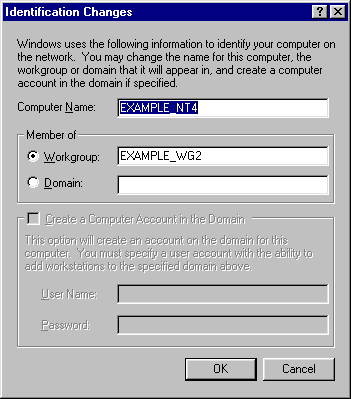 Identification Changes
Windows uses the following information to identify your computer on
the network. You may change the name for this computer, the
workgroup or domain that it will appear in, and create a computer
account in the domain if specified.
Computer Name: EXAMPLE_NT4
Member of
Workgroup: EXAMPLE_WG2
Domain:
Create a Computer Account in the Domain
This option will create an account on the domain for this
computer. You must specify a user account with the ability to
add workstations to the specified domain above.
User Name:
Password:
OK Cancel